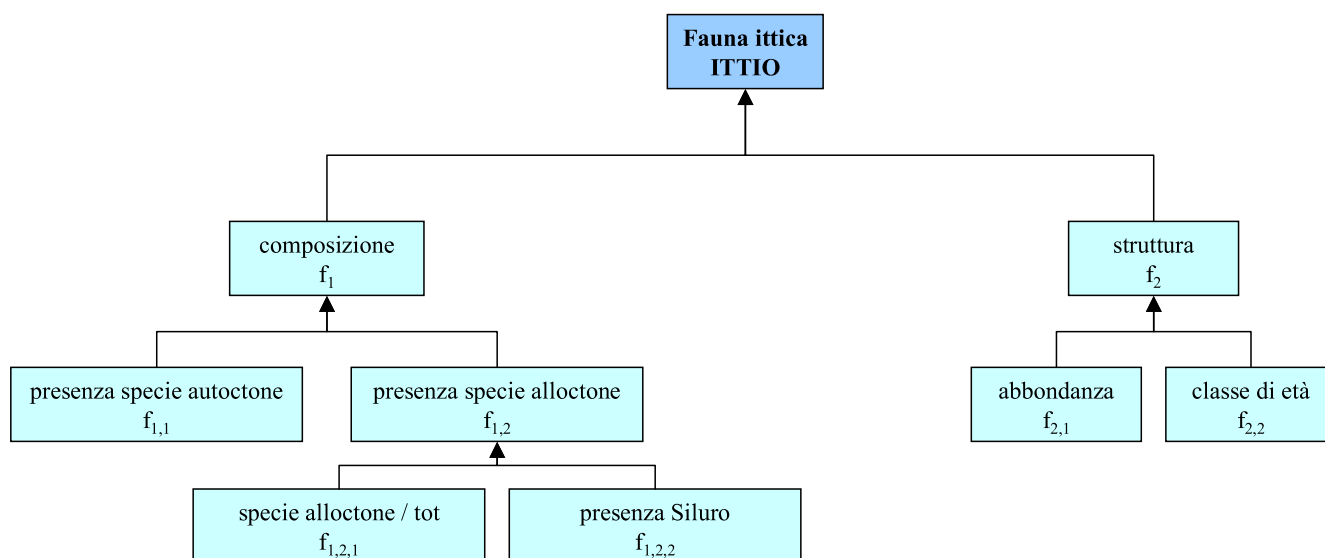 Fauna ittica
ITTIO
composizione
f1
struttura
f2
presenza specie autoctone
f1,1
presenza specie alloctone
f1,2
abbondanza
f2,1
classe di età
f2,2
specie alloctone / tot
f1,2,1
presenza Siluro
f1,2,2